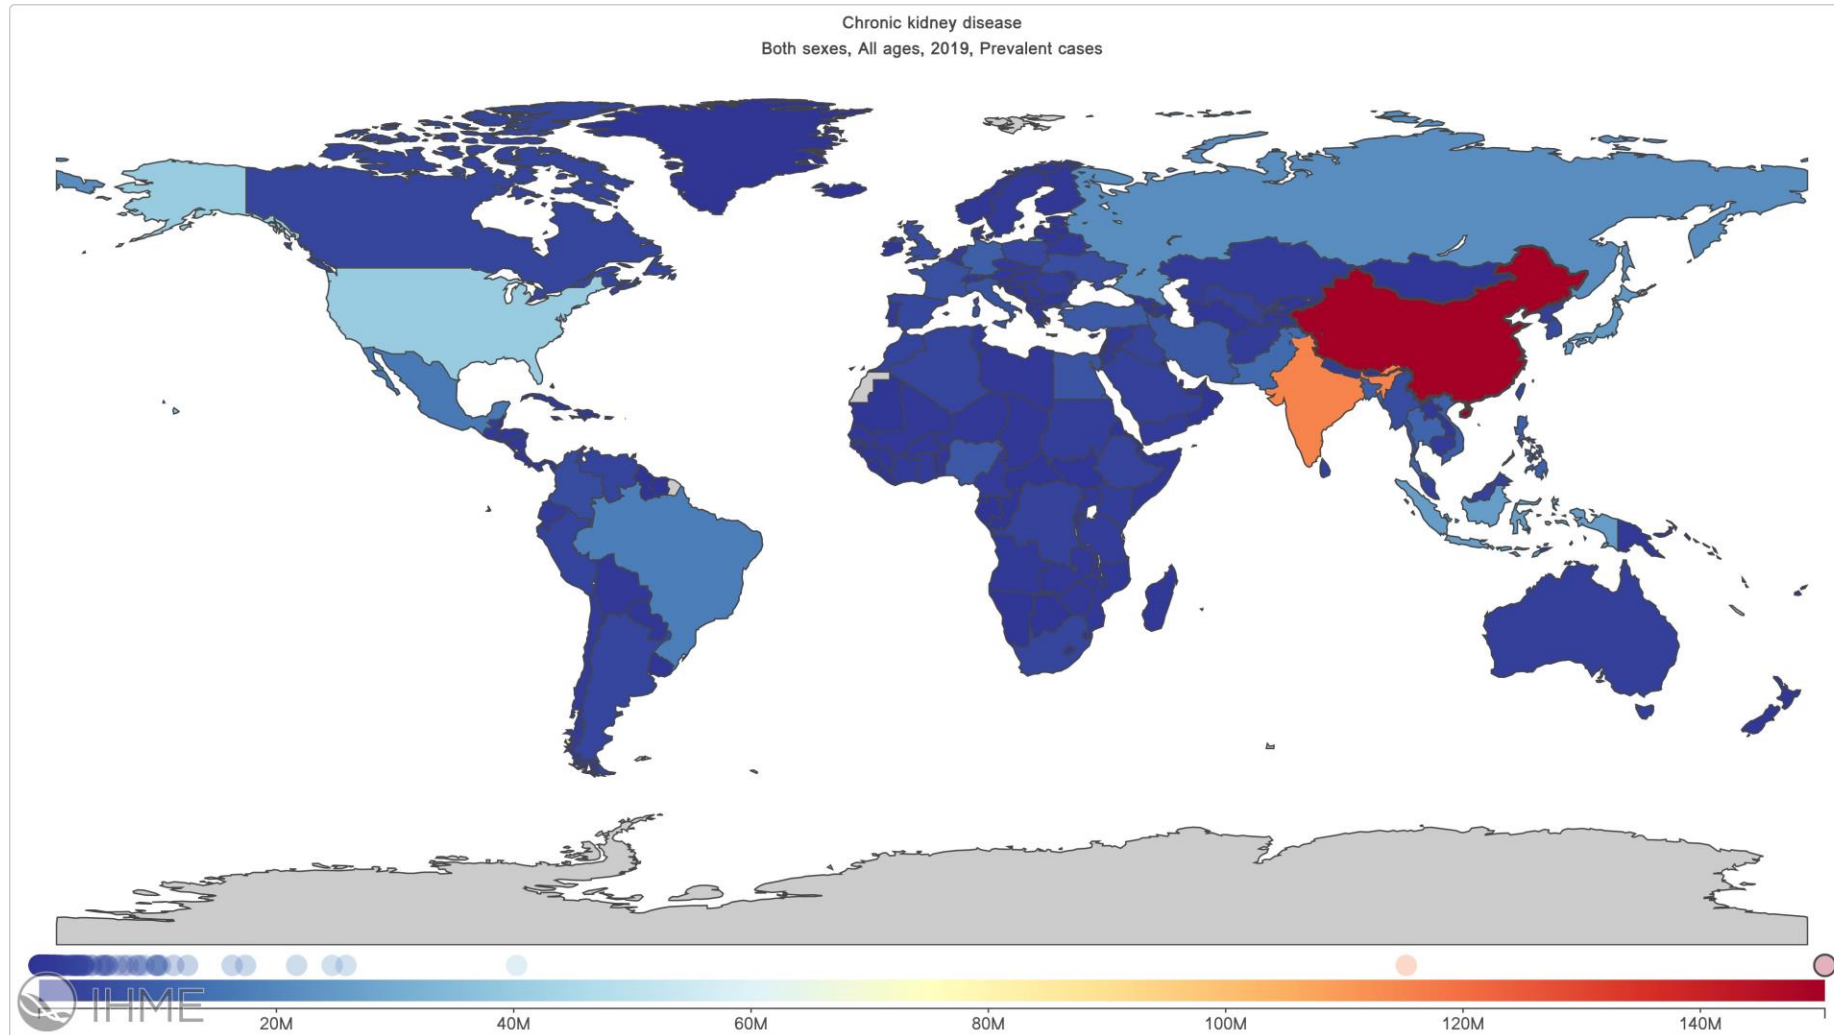 Chronic kidney disease
Both sexes, All ages, 2019, Prevalent cases
IHME
20M 40M 60M 80M 100M 120M 140M